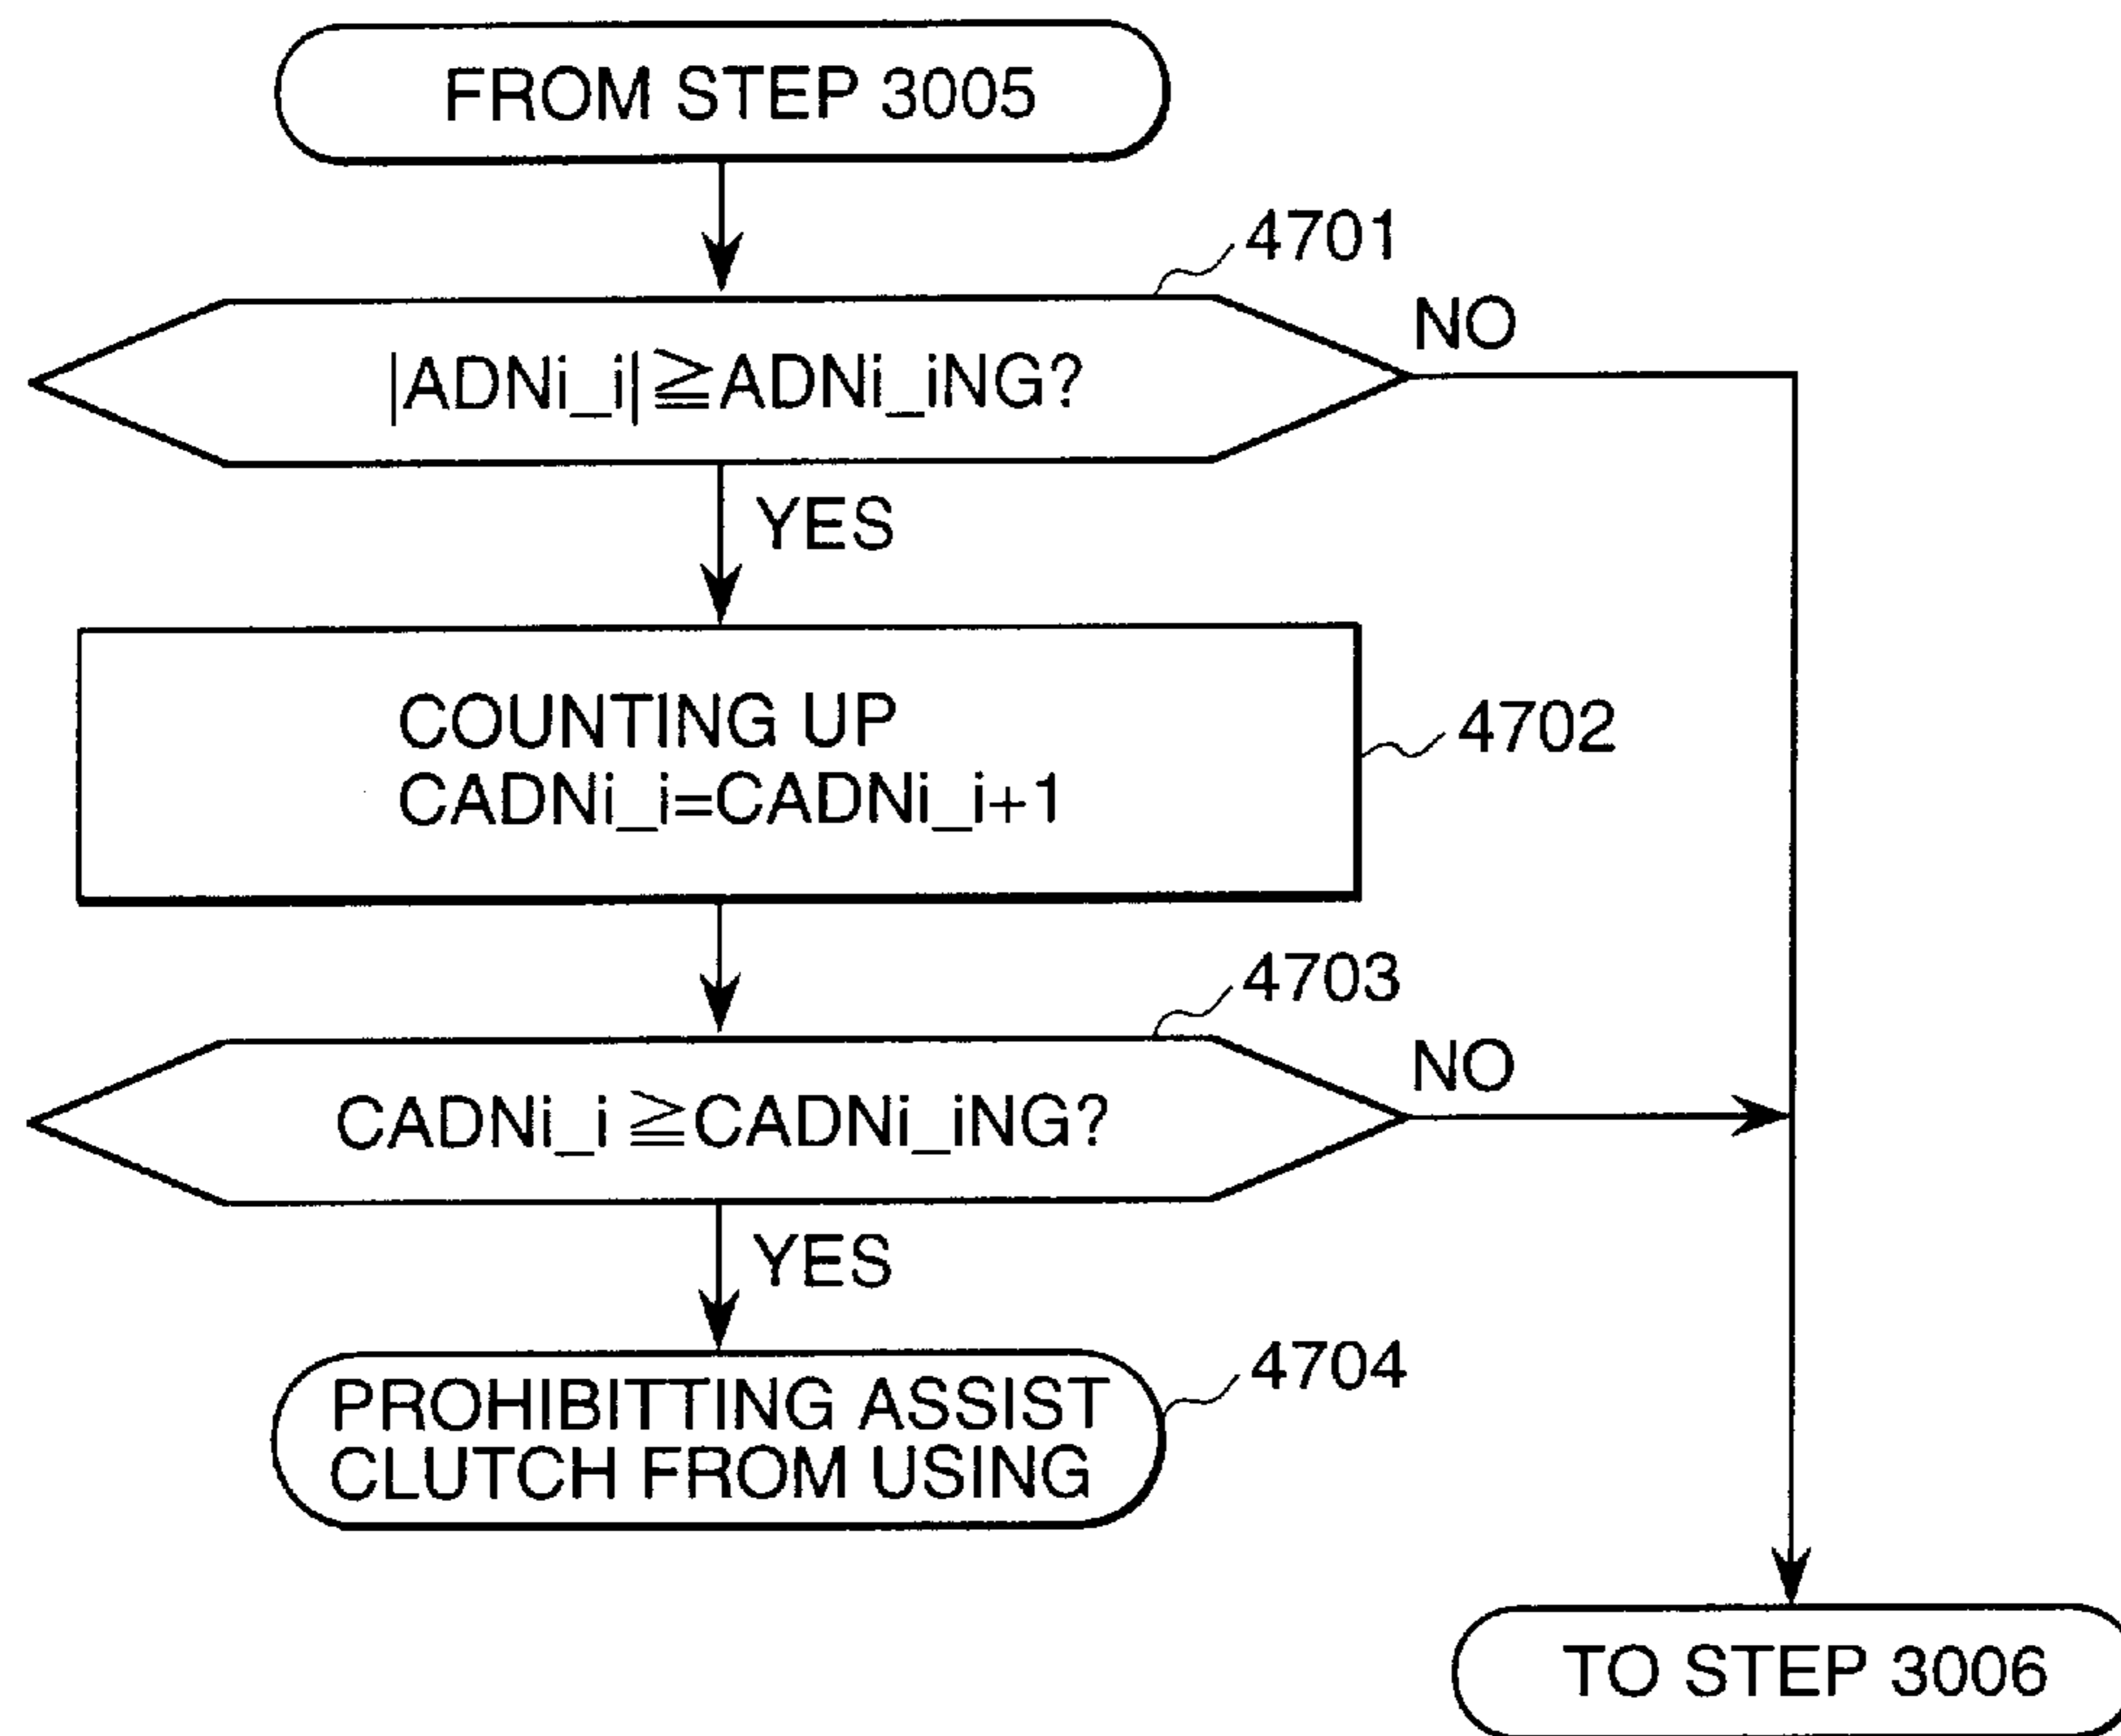 FROM STEP 3005
4701
|ADNi_i|≧ADNi_iNG?
NO
YES
COUNTING UP
CADNi_i=CADNi_i+1
4702
4703
CADNi_i ≧CADNi_iNG?
NO
YES
4704
PROHIBITTING ASSIST
CLUTCH FROM USING
TO STEP 3006